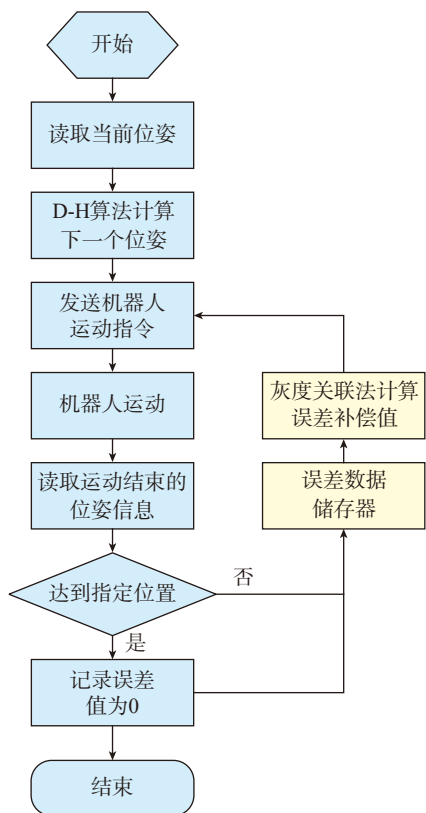 开始
读取当前位姿
D-H算法计算
下一个位姿
发送机器人
运动指令
机器人运动
灰度关联法计算
误差补偿值
读取运动结束的
位姿信息
误差数据
储存器
达到指定位置
否
是
记录误差
值为0
结束